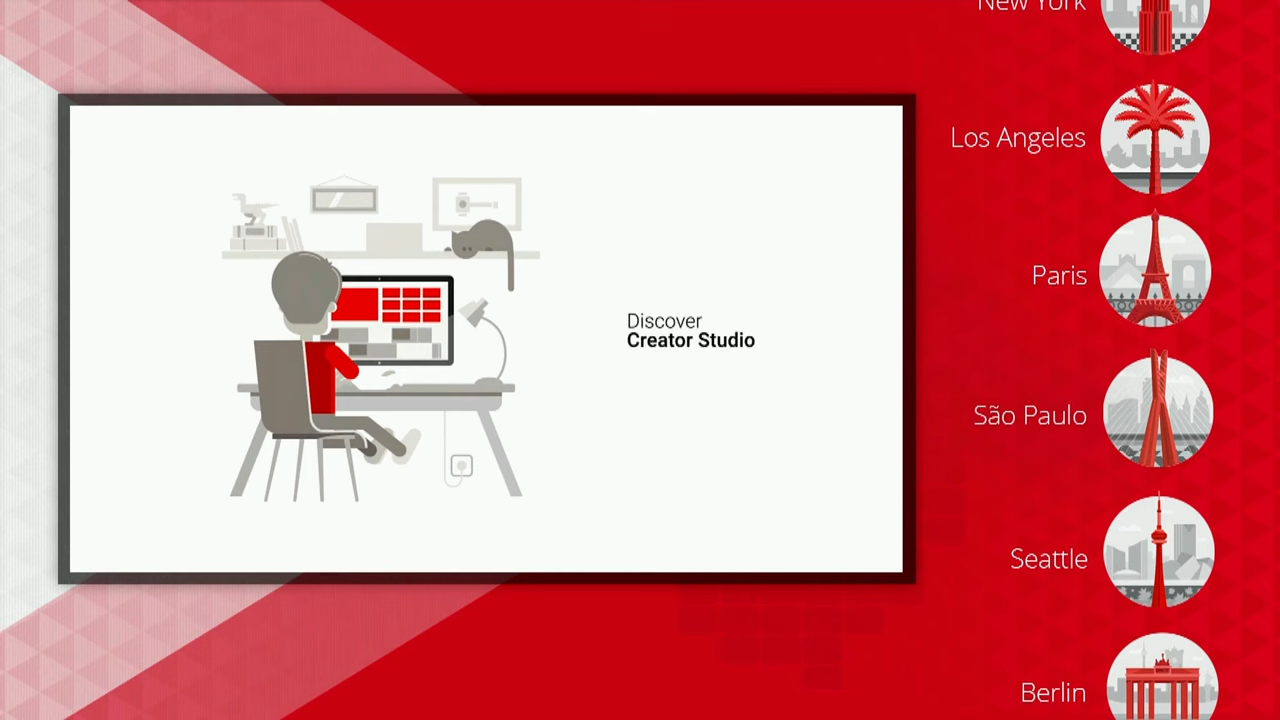 New York
Los Angeles
Paris
Discover
Creator Studio
São Paulo
Seattle
Berlin